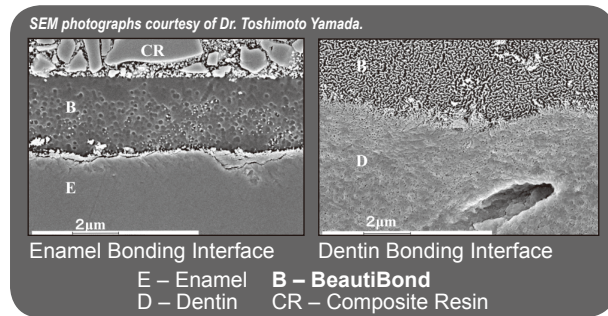 SEM photographs courtesy of Dr. Toshimoto Yamada.
CR
B
E
2µm
B
D
2µm
Enamel Bonding Interface
Dentin Bonding Interface
E – Enamel B – BeautiBond
D – Dentin CR – Composite Resin